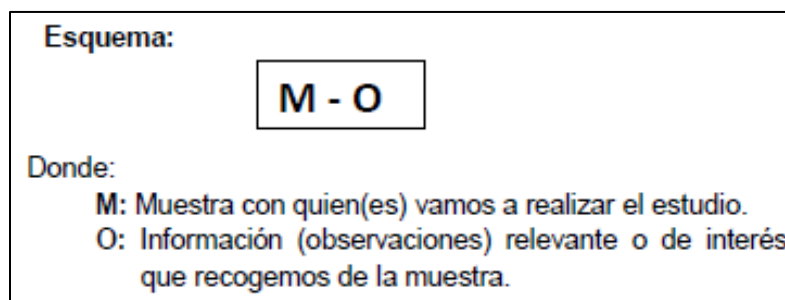 Esquema:
M - O
Donde:
M: Muestra con quien(es) vamos a realizar el estudio.
O: Información (observaciones) relevante o de interés
que recogemos de la muestra.